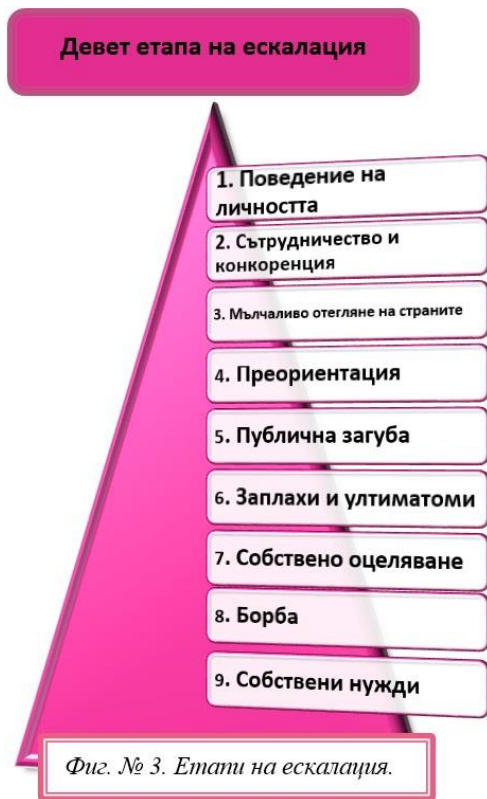 Девет етапа на ескалация
1. Поведение на
личността
2. Сътрудничество и
конкоренция
3. Мълчаливо отегляне на страните
4. Преориентация
5. Публична загуба
6. Заплахи и ултиматоми
7. Собствено оцеляване
8. Борба
9. Собствени нужди
Фиг. № 3. Етапи на ескалация.